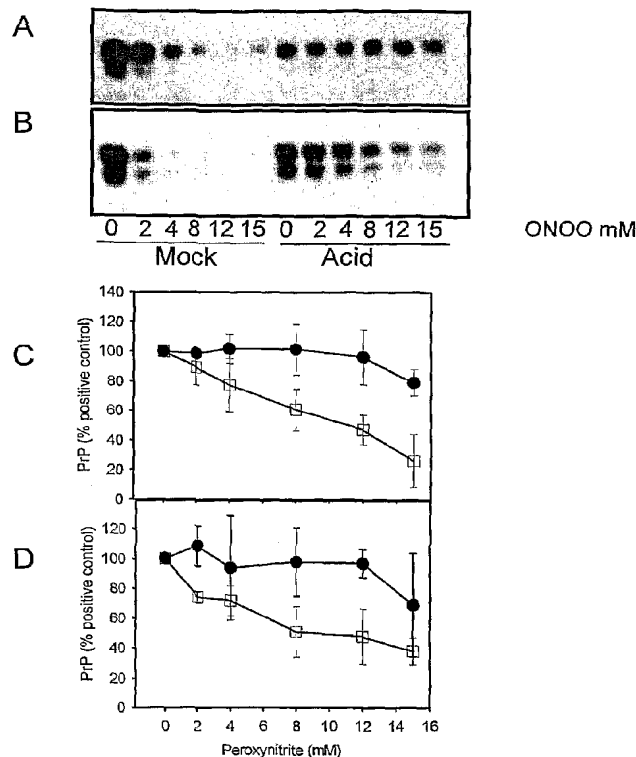 A
B
0 2 4 8 12 15 0 2 4 8 12 15 ONOO mM
Mock Acid
C
140
120
100
80
60
40
20
0
PrP (% positive control)
D
120
100
80
60
40
20
0
PrP (% positive control)
0 2 4 6 8 10 12 14 16
Peroxynitrite (mM)